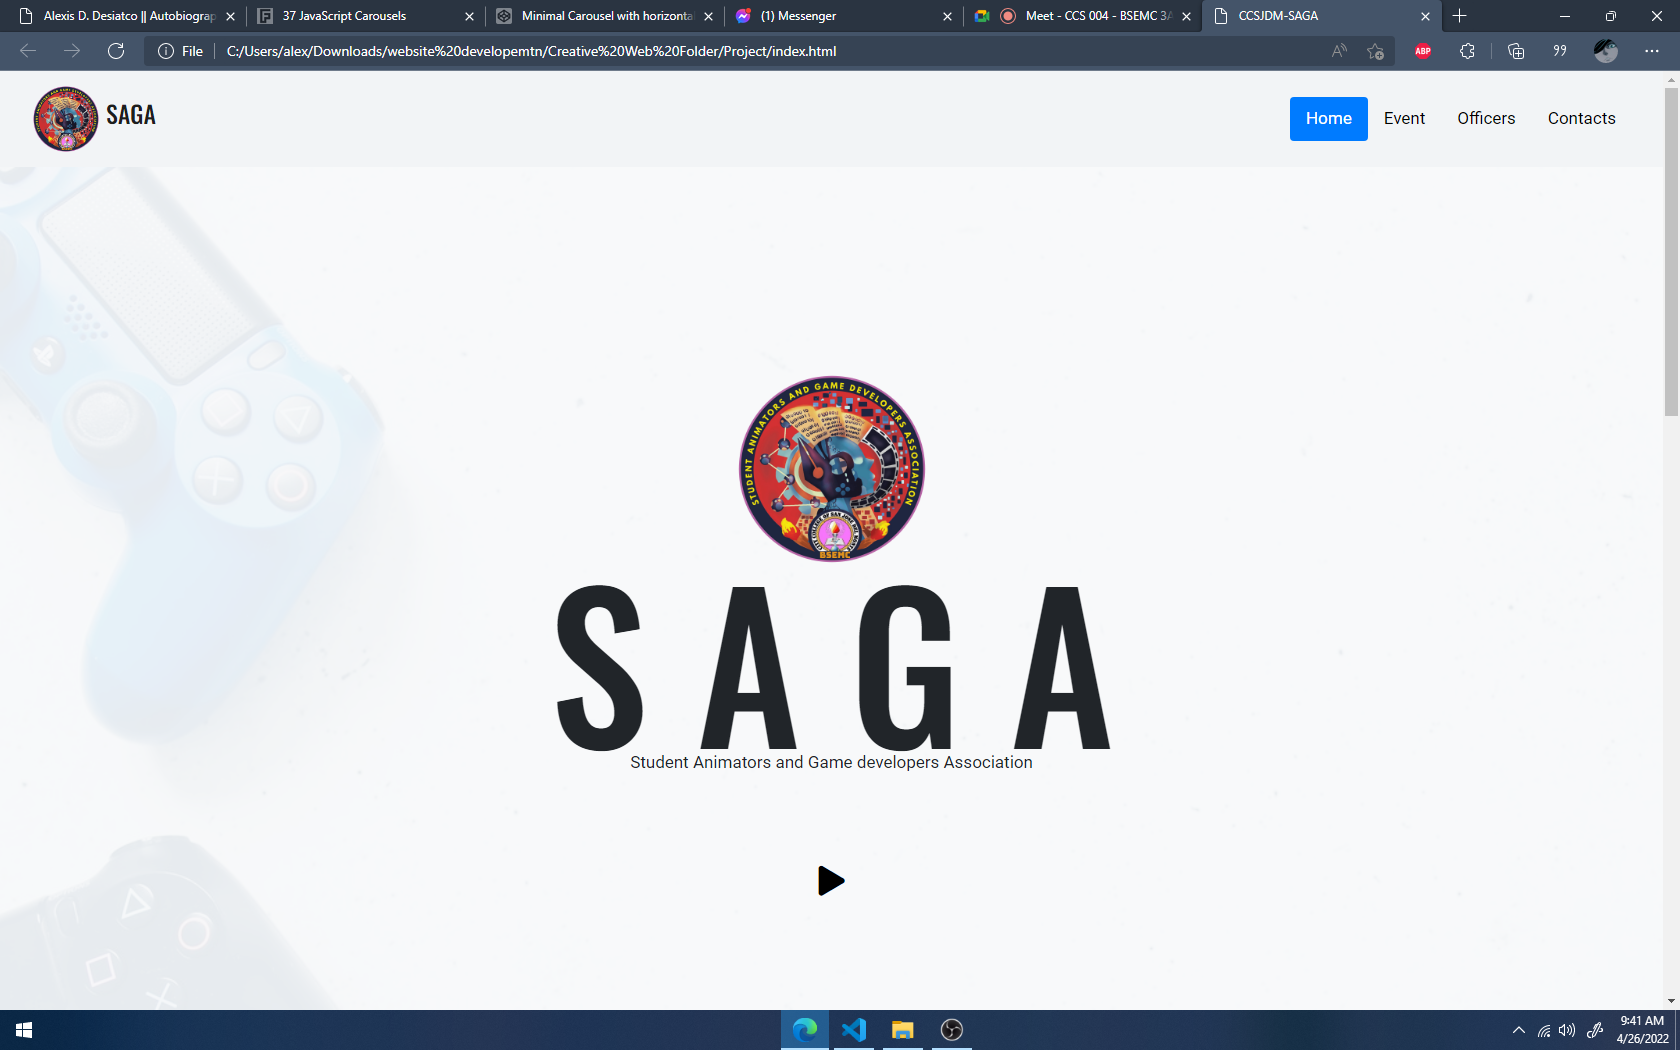 Alexis D. Desiatco || Autobiograp
37 JavaScript Carousels
Minimal Carousel with horizonta
(1) Messenger
Meet - CCS 004 - BSEMC 3A
CCSJDM-SAGA
File
C:/Users/alex/Downloads/website%20developemtn/Creative%20Web%20Folder/Project/index.html
ABP
SAGA
Home
Event
Officers
Contacts
STUDENT ANIMATORS AND GAME DEVELOPERS ASSOCIATION
BSEMC
SAGA
Student Animators and Game developers Association
9:41 AM
4/26/2022